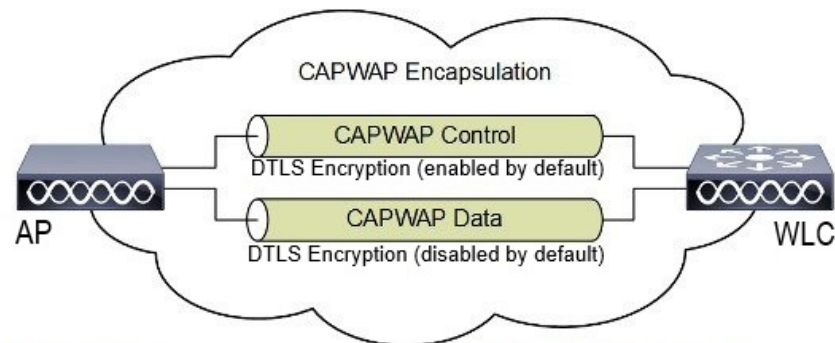 CAPWAP Encapsulation
CAPWAP Control
DTLS Encryption (enabled by default)
AP
CAPWAP Data
WLC
DTLS Encryption (disabled by default)